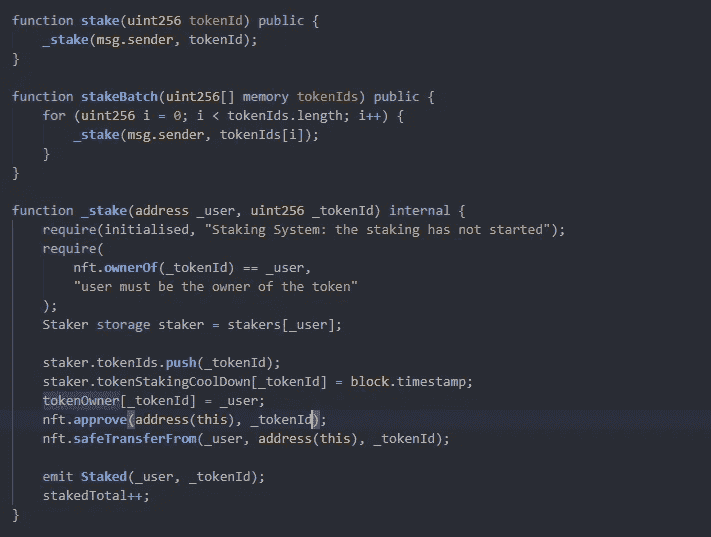 function stake(uint256 tokenId) public {
_stake(msg.sender, tokenId);
}
function stakeBatch(uint256[] memory tokenIds) public {
for (uint256 i = 0; i < tokenIds.length; i++) {
_stake(msg.sender, tokenIds[i]);
}
}
function _stake(address _user, uint256 _tokenId) internal {
require(initialised, "Staking System: the staking has not started");
require(
nft.ownerOf(_tokenId) == _user,
"user must be the owner of the token"
);
Staker storage staker = stakers[_user];
staker.tokenIds.push(_tokenId);
staker.tokenStakingCoolDown[_tokenId] = block.timestamp;
tokenOwner[_tokenId] = _user;
nft.approve(address(this), _tokenId);
nft.safeTransferFrom(_user, address(this), _tokenId);
emit Staked(_user, _tokenId);
stakedTotal++;
}